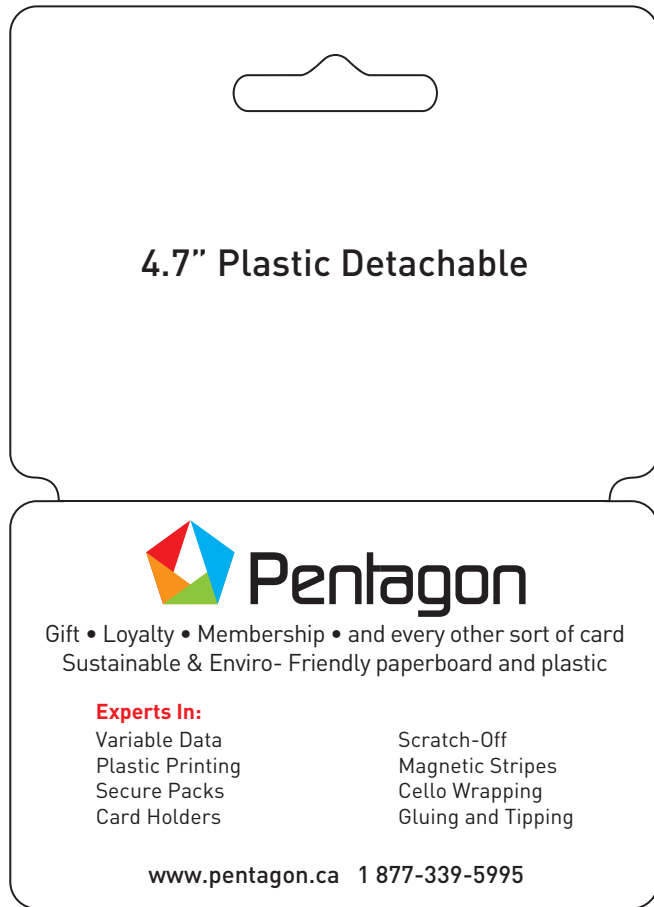 4.7” Plastic Detachable
Pentagon
Gift • Loyalty • Membership • and every other sort of card
Sustainable & Enviro- Friendly paperboard and plastic
Experts In:
Variable Data
Plastic Printing
Secure Packs
Card Holders
Scratch-Off
Magnetic Stripes
Cello Wrapping
Gluing and Tipping
www.pentagon.ca 1 877-339-5995